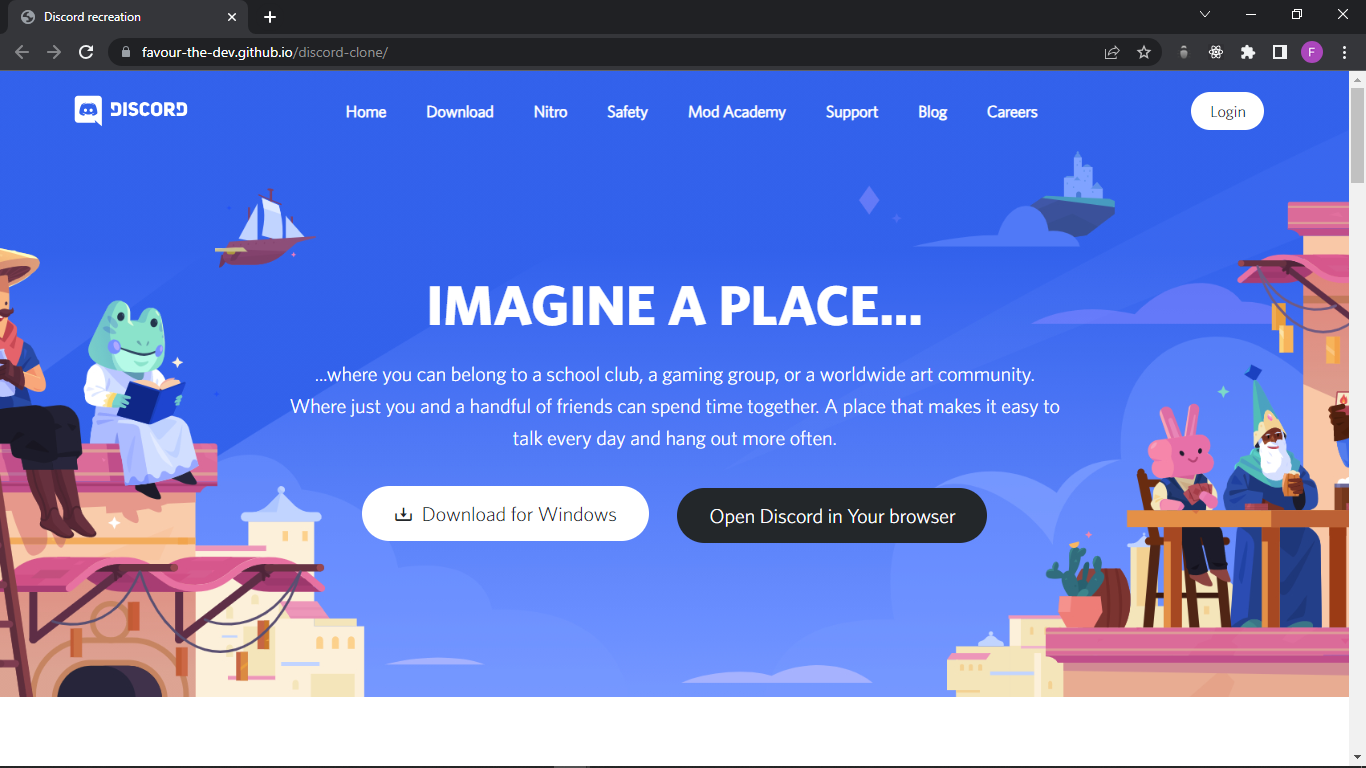 Discord recreation
favour-the-dev.github.io/discord-clone/
F
DISCORD
Home Download Nitro Safety Mod Academy Support Blog Careers
Login
IMAGINE A PLACE...
...where you can belong to a school club, a gaming group, or a worldwide art community.
Where just you and a handful of friends can spend time together. A place that makes it easy to
talk every day and hang out more often.
Download for Windows
Open Discord in Your browser